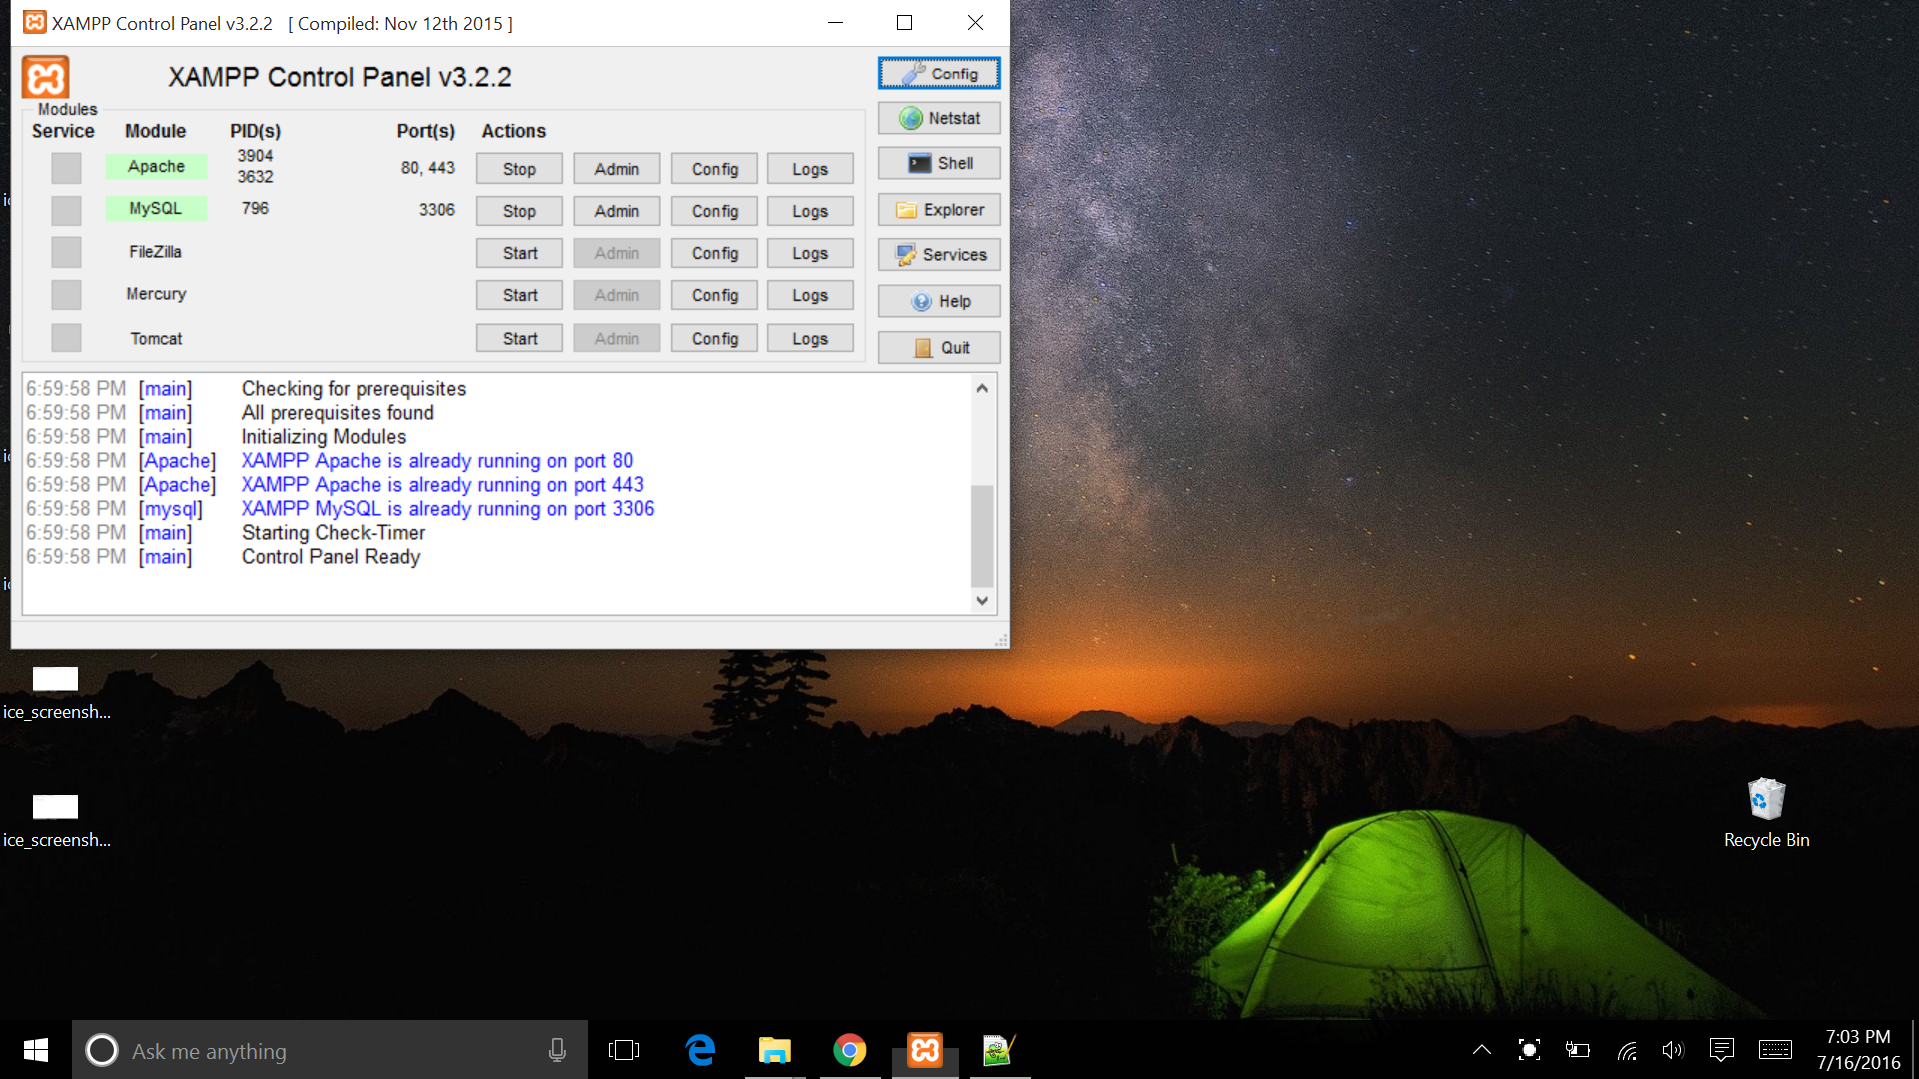 XAMPP Control Panel v3.2.2 [ Compiled: Nov 12th 2015 ]
XAMPP Control Panel v3.2.2
Config
Modules
Netstat
Service Module PID(s) Port(s) Actions
Apache 3904 3632 80, 443 Stop Admin Config Logs
Shell
MySQL 796 3306 Stop Admin Config Logs
Explorer
FileZilla Start Admin Config Logs
Services
Mercury Start Admin Config Logs
Help
Tomcat Start Admin Config Logs
Quit
6:59:58 PM [main] Checking for prerequisites
6:59:58 PM [main] All prerequisites found
6:59:58 PM [main] Initializing Modules
6:59:58 PM [Apache] XAMPP Apache is already running on port 80
6:59:58 PM [Apache] XAMPP Apache is already running on port 443
6:59:58 PM [mysql] XAMPP MySQL is already running on port 3306
6:59:58 PM [main] Starting Check-Timer
6:59:58 PM [main] Control Panel Ready
ice_screensh...
ice_screensh...
Recycle Bin
Ask me anything
7:03 PM
7/16/2016